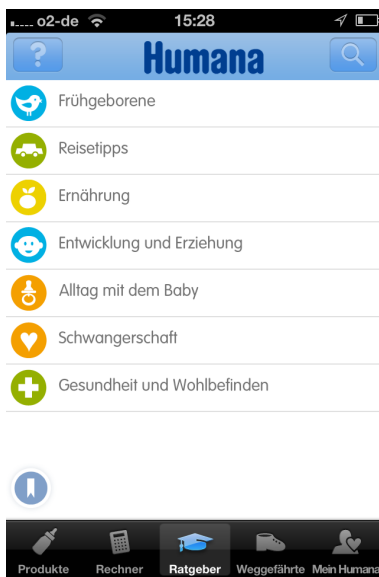 o2-de 15:28
?
Humana
Frühgeborene
Reisetipps
Ernährung
Entwicklung und Erziehung
Alltag mit dem Baby
Schwangerschaft
Gesundheit und Wohlbefinden
Produkte Rechner Ratgeber Weggefährte Mein Humana